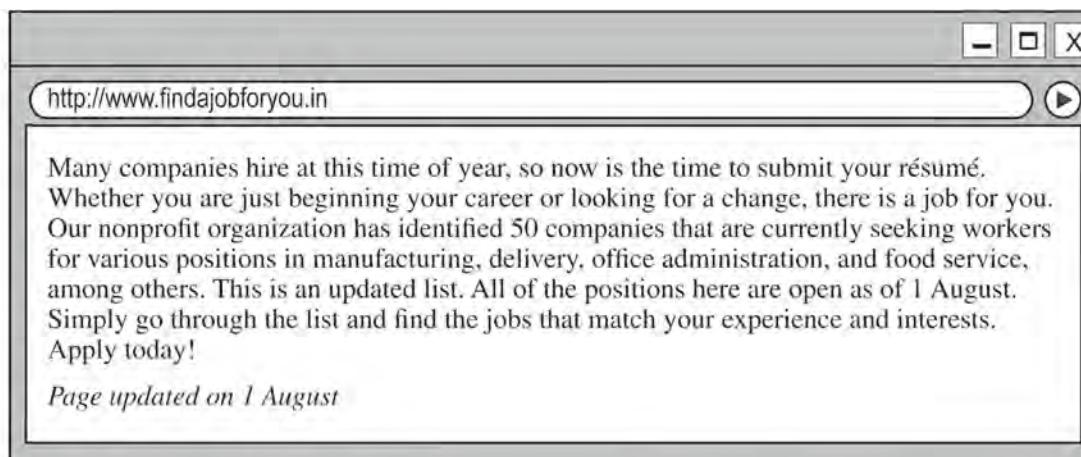 X
http://www.findajobforyou.in
Many companies hire at this time of year, so now is the time to submit your résumé.
Whether you are just beginning your career or looking for a change, there is a job for you.
Our nonprofit organization has identified 50 companies that are currently seeking workers
for various positions in manufacturing, delivery, office administration, and food service,
among others. This is an updated list. All of the positions here are open as of 1 August.
Simply go through the list and find the jobs that match your experience and interests.
Apply today!
Page updated on 1 August